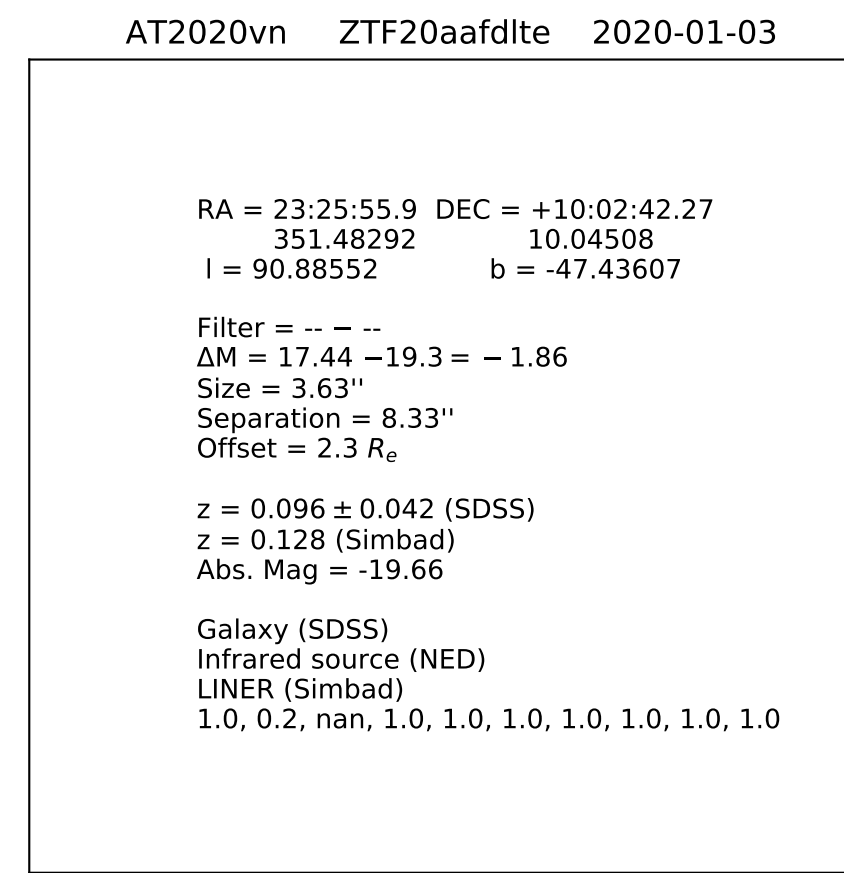 AT2020vn ZTF20aafdlte 2020-01-03
RA = 23:25:55.9 DEC = +10:02:42.27
351.48292 10.04508
l = 90.88552 b = -47.43607
Filter = -- − --
ΔM = 17.44 −19.3 = − 1.86
Size = 3.63''
Separation = 8.33''
Offset = 2.3 Re
z = 0.096 ± 0.042 (SDSS)
z = 0.128 (Simbad)
Abs. Mag = -19.66
Galaxy (SDSS)
Infrared source (NED)
LINER (Simbad)
1.0, 0.2, nan, 1.0, 1.0, 1.0, 1.0, 1.0, 1.0, 1.0